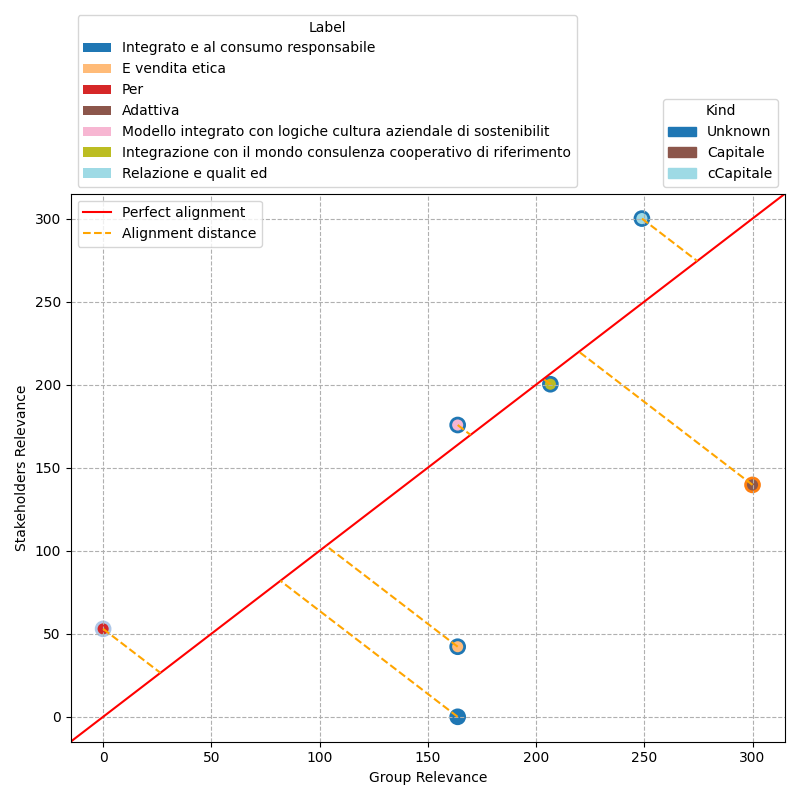 Label
Integrato e al consumo responsabile
E vendita etica
Per
Adattiva
Modello integrato con logiche cultura aziendale di sostenibilit
Integrazione con il mondo consulenza cooperativo di riferimento
Relazione e qualit ed
Kind
Unknown
Capitale
cCapitale
Perfect alignment
Alignment distance
Stakeholders Relevance
300
250
200
150
100
50
0
0 50 100 150 200 250 300
Group Relevance